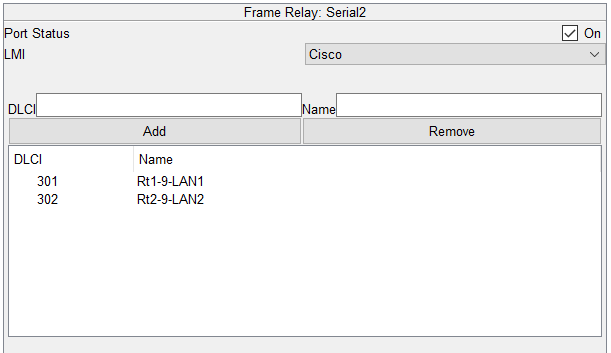 Frame Relay: Serial2
Port Status On
LMI Cisco
DLCI Name
Add Remove
DLCI Name
301 Rt1-9-LAN1
302 Rt2-9-LAN2